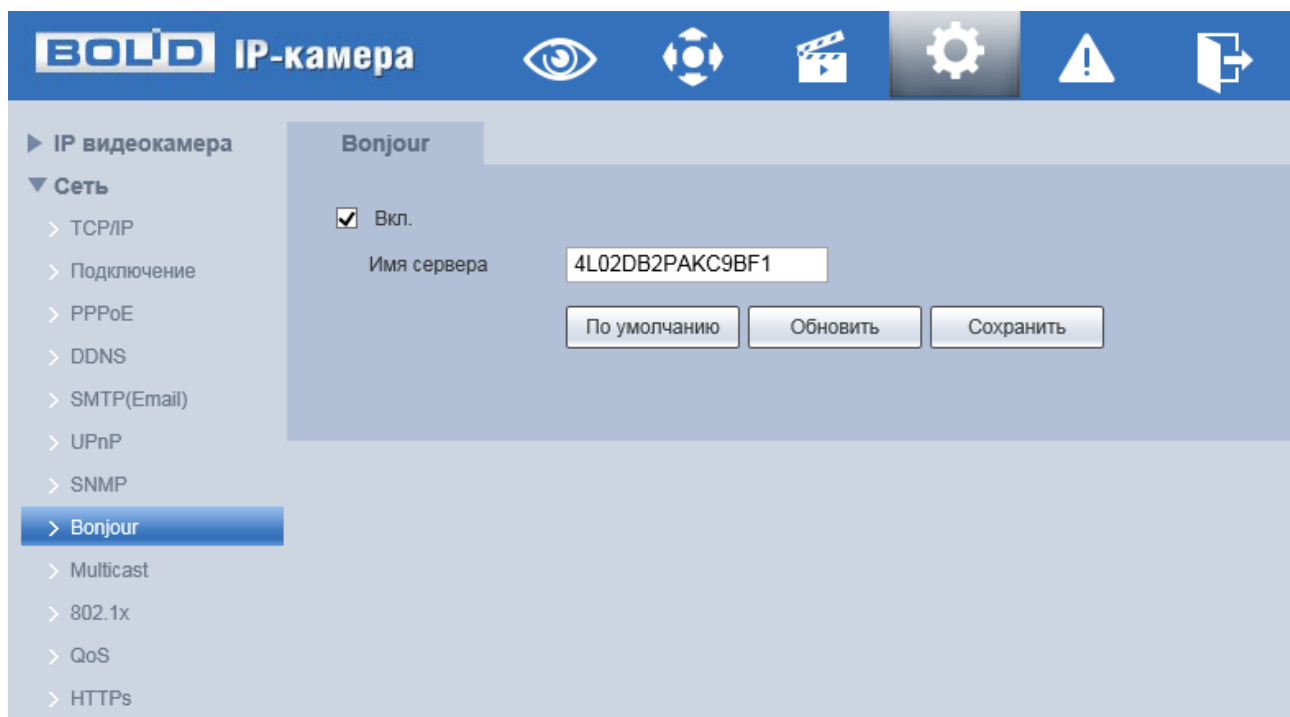 BOLID IP-камера
IP видеокамера
Сеть
TCP/IP
Подключение
PPPoE
DDNS
SMTP(Email)
UPnP
SNMP
Bonjour
Multicast
802.1x
QoS
HTTPs
Bonjour
Вкл.
Имя сервера 4L02DB2PAKC9BF1
По умолчанию Обновить Сохранить